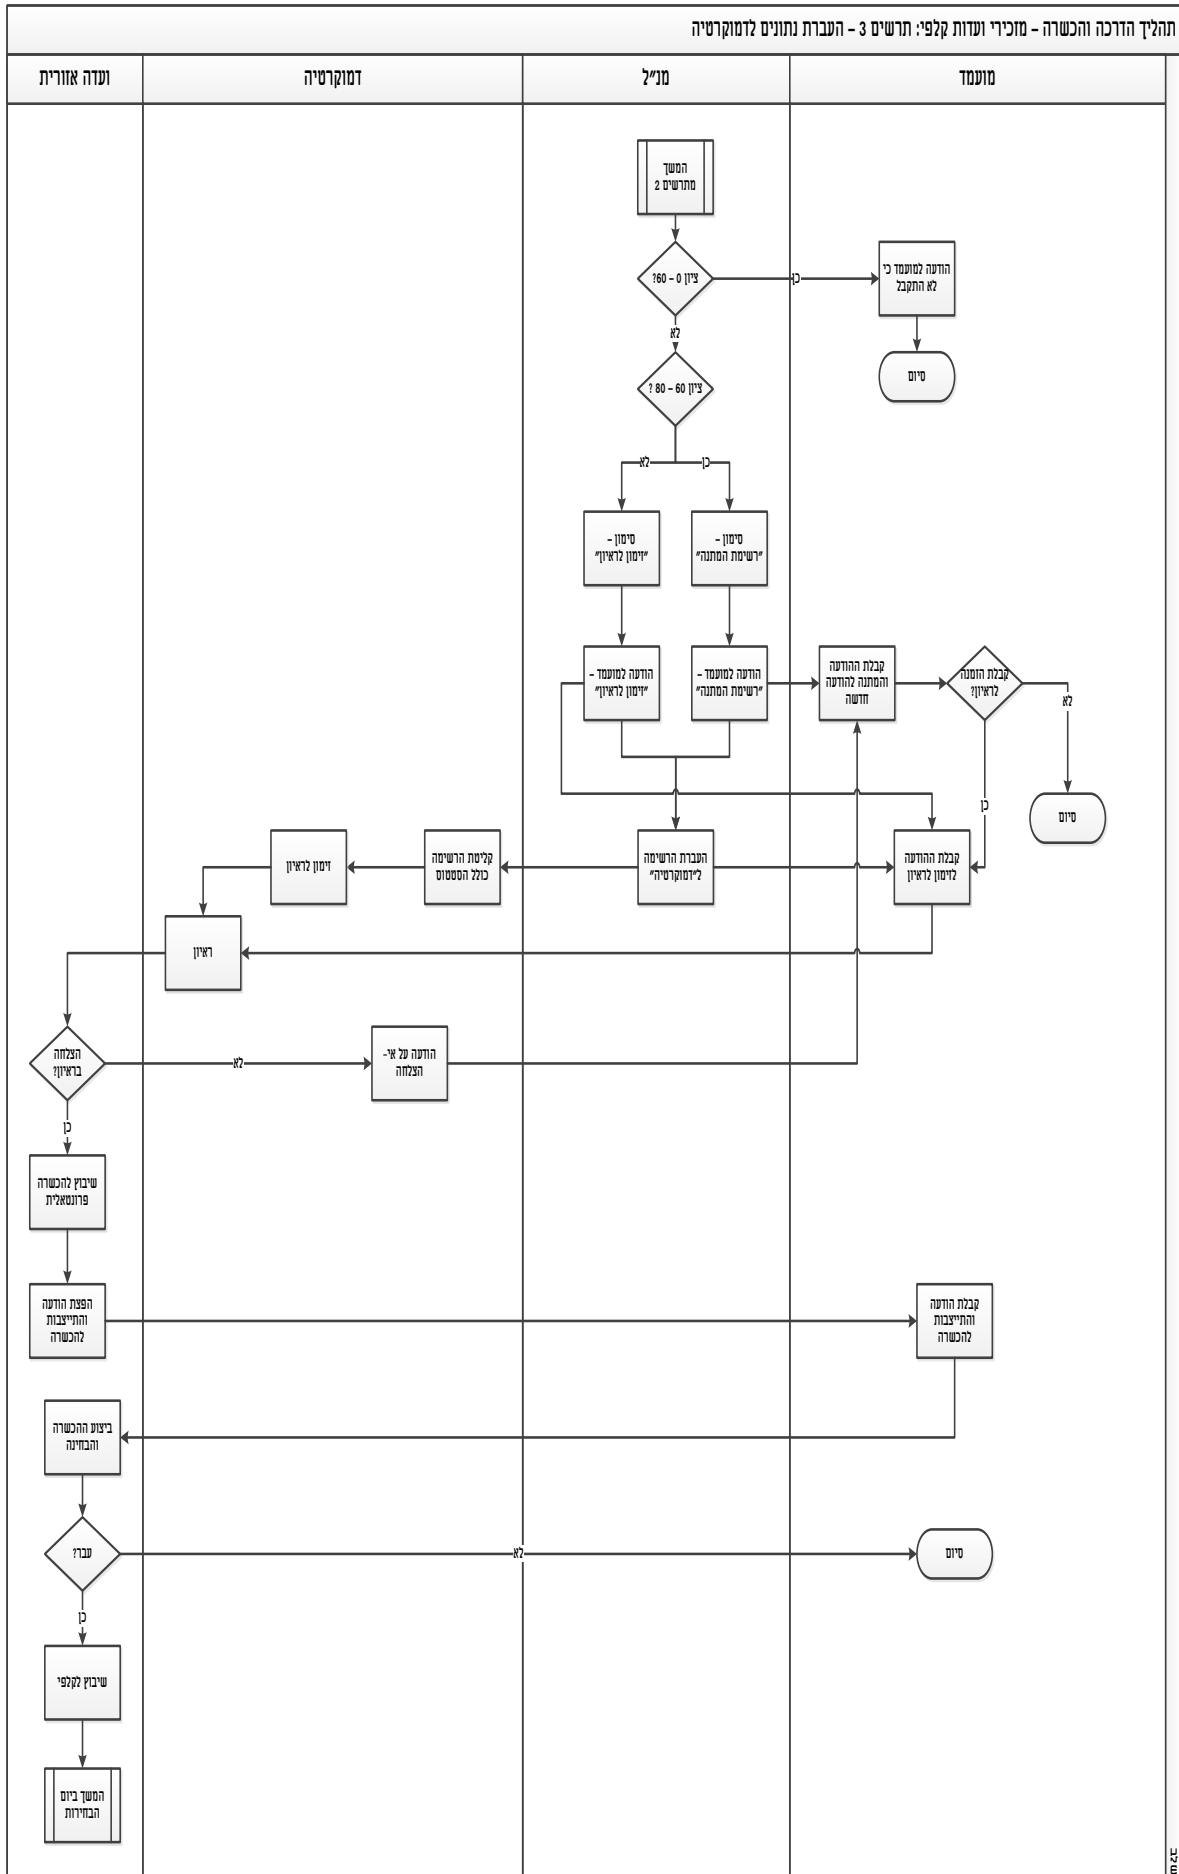 תהליך הדרכה והכשרה – מזכירי ועדות קלפי: תרשים 3 – העברת נתונים לדמוקרטיה
מועמד
מנ"ל
דמוקרטיה
ועדה אזורית
המשך
מתרשים 2
ציון 0 – 60?
כן
הודעה למועמד כי
לא התקבל
סיום
לא
ציון 60 – 80 ?
כן
לא
סימון –
"רשימת המתנה"
סימון –
"זימון לראיון"
הודעה למועמד –
"רשימת המתנה"
הודעה למועמד –
"זימון לראיון"
קבלת ההודעה
והמתנה להודעה
חדשה
קבלת הזמנה
לראיון?
לא
סיום
כן
קבלת ההודעה
לזימון לראיון
העברת הרשימה
ל"דמוקרטיה"
קליטת הרשימה
כולל הסטטוס
זימון לראיון
ראיון
הצלחה
בראיון?
לא
הודעה על אי-
הצלחה
כן
שיבוץ להכשרה
פרונטאלית
הפצת הודעה
והתייצבות
להכשרה
קבלת הודעה
והתייצבות
להכשרה
ביצוע ההכשרה
והבחינה
עבר?
לא
סיום
כן
שיבוץ לקלפי
המשך ביום
הבחירות
שלב